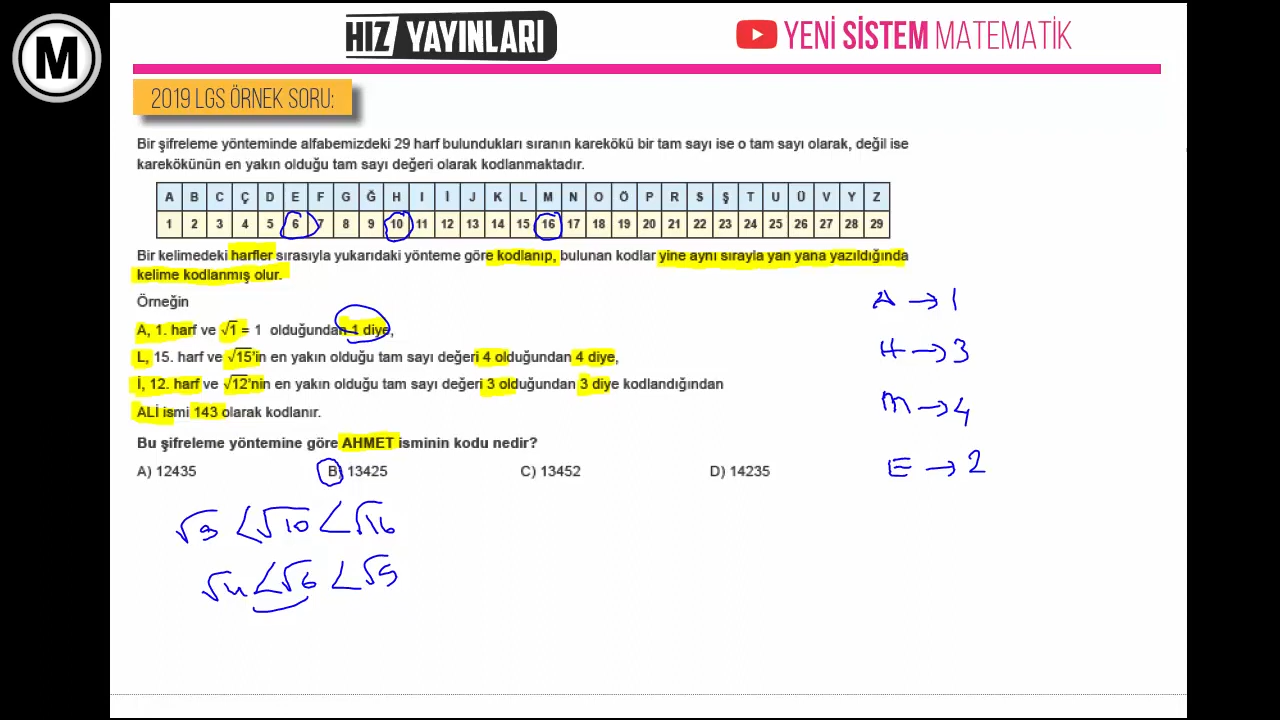 M
HIZ YAYINLARI
YENİ SİSTEM MATEMATİK
2019 LGS ÖRNEK SORU:
Bir şifreleme yönteminde alfabemizdeki 29 harf bulundukları sıranın karekökü bir tam sayı ise o tam sayı olarak, değil ise
karekökünün en yakın olduğu tam sayı değeri olarak kodlanmaktadır.
A B C Ç D E F G Ğ H I İ J K L M N O Ö P R S Ş T U Ü V Y Z
1 2 3 4 5 6 7 8 9 10 11 12 13 14 15 16 17 18 19 20 21 22 23 24 25 26 27 28 29
Bir kelimedeki harfler sırasıyla yukarıdaki yönteme göre kodlanıp, bulunan kodlar yine aynı sırayla yan yana yazıldığında
kelime kodlanmış olur.
Örneğin
A, 1. harf ve √1 = 1 olduğundan 1 diye,
L, 15. harf ve √15'in en yakın olduğu tam sayı değeri 4 olduğundan 4 diye,
İ, 12. harf ve √12'nin en yakın olduğu tam sayı değeri 3 olduğundan 3 diye kodlandığından
ALİ ismi 143 olarak kodlanır.
Bu şifreleme yöntemine göre AHMET isminin kodu nedir?
A) 12435 B) 13425 C) 13452 D) 14235
A → 1
H → 3
M → 4
E → 2
√9 < √10 < √16
√4 < √6 < √9